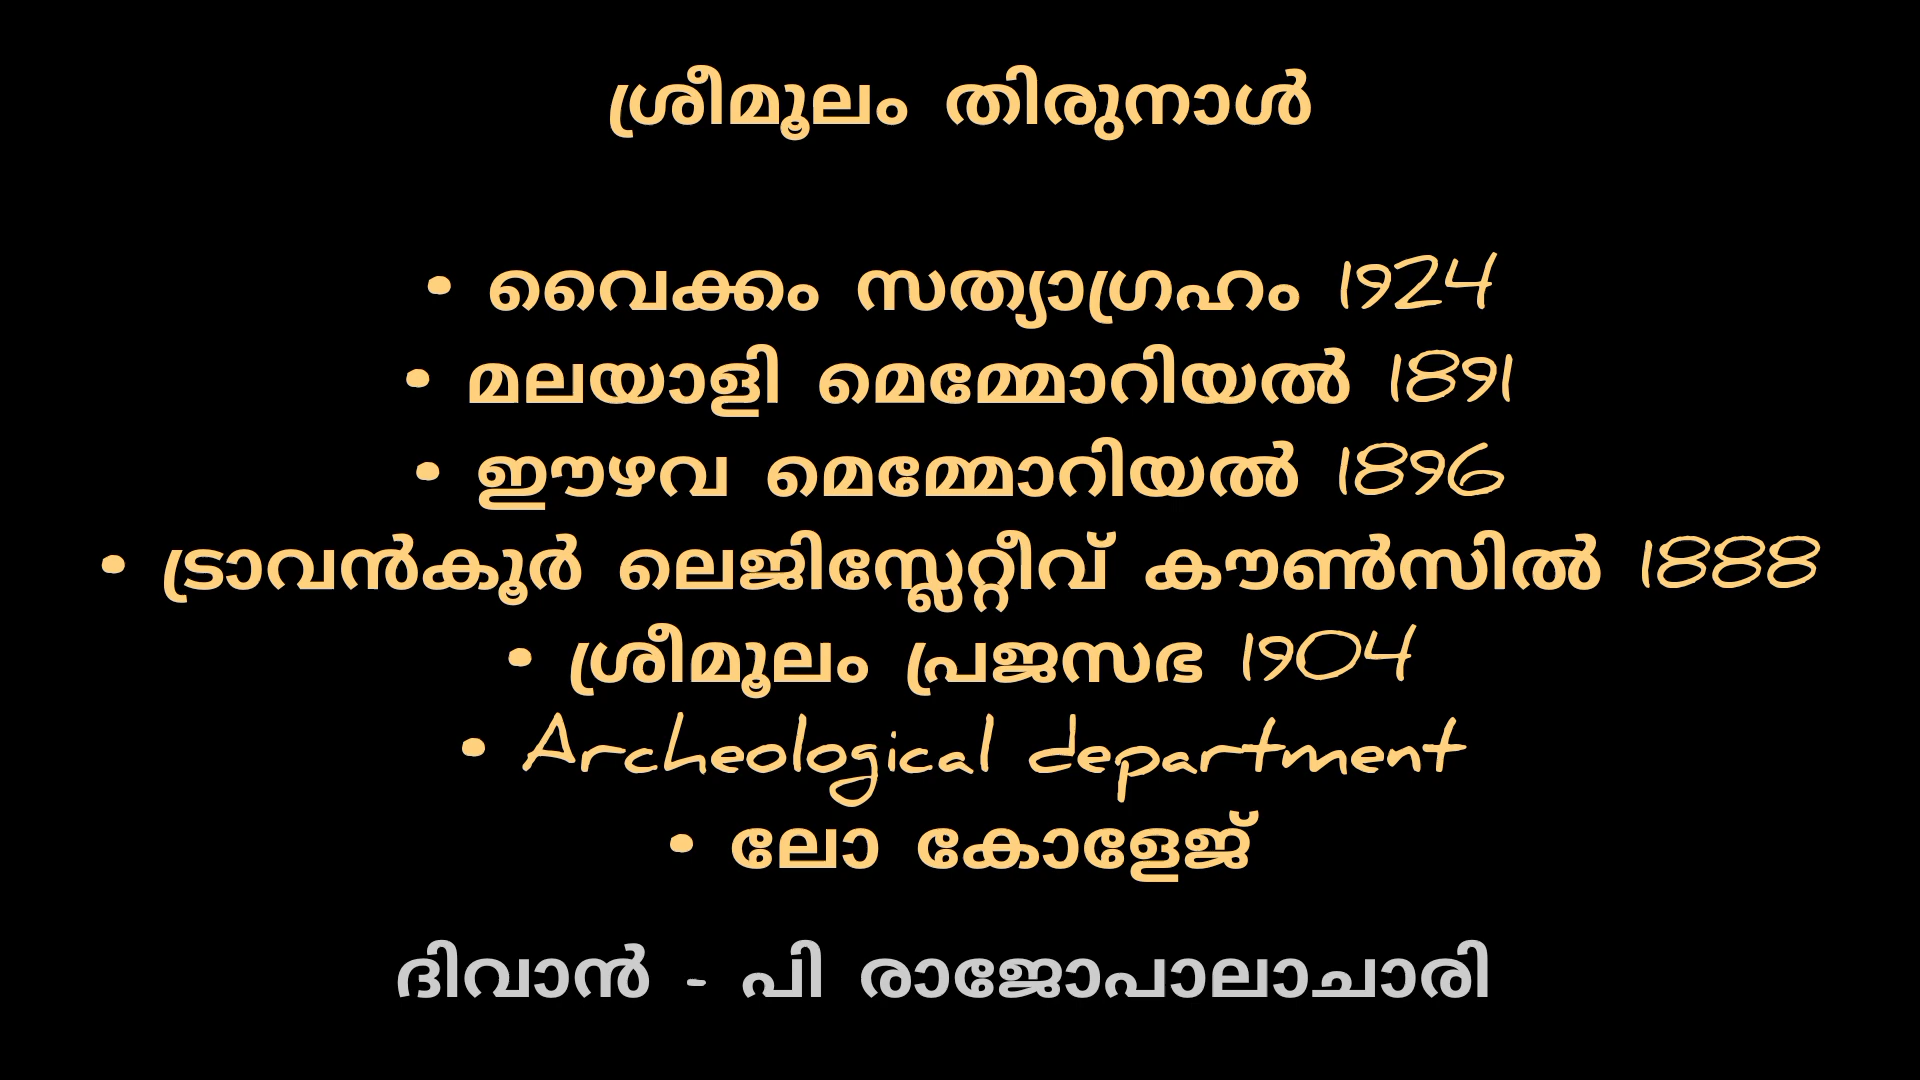 ശ്രീമൂലം തിരുനാൾ
• വൈക്കം സത്യാഗ്രഹം 1924
• മലയാളി മെമ്മോറിയൽ 1891
• ഈഴവ മെമ്മോറിയൽ 1896
• ട്രാവൻകൂർ ലെജിസ്ലേറ്റീവ് കൗൺസിൽ 1888
• ശ്രീമൂലം പ്രജസഭ 1904
• Archeological department
• ലോ കോളേജ്
ദിവാൻ - പി രാജോപാലാചാരി